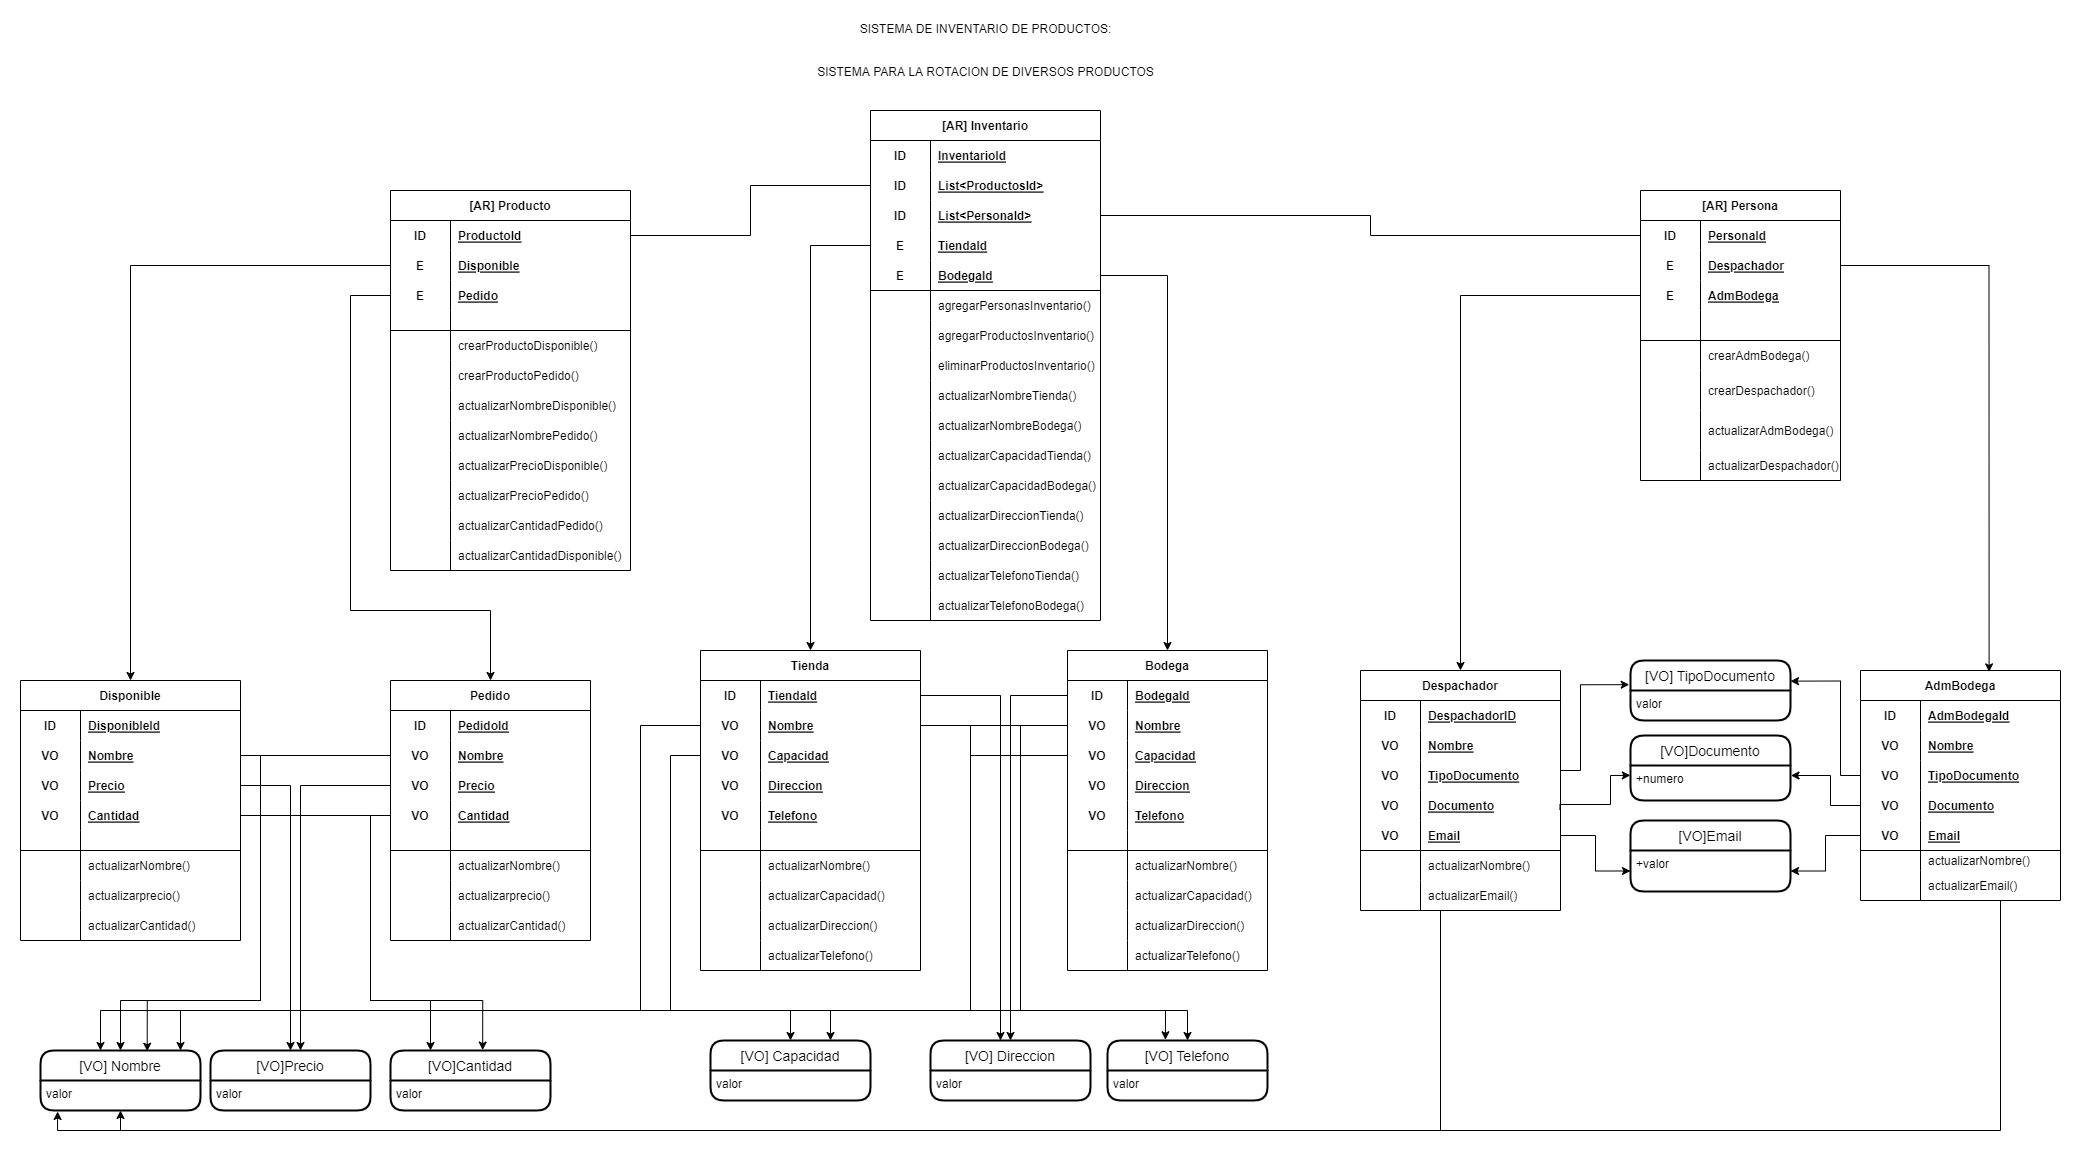 SISTEMA DE INVENTARIO DE PRODUCTOS:
SISTEMA PARA LA ROTACION DE DIVERSOS PRODUCTOS
[AR] Producto
ID ProductoId
E Disponible
E Pedido
crearProductoDisponible()
crearProductoPedido()
actualizarNombreDisponible()
actualizarNombrePedido()
actualizarPrecioDisponible()
actualizarPrecioPedido()
actualizarCantidadPedido()
actualizarCantidadDisponible()
[AR] Inventario
ID InventarioId
ID List<ProductosId>
ID List<PersonaId>
E TiendaId
E BodegaId
agregarPersonasInventario()
agregarProductosInventario()
eliminarProductosInventario()
actualizarNombreTienda()
actualizarNombreBodega()
actualizarCapacidadTienda()
actualizarCapacidadBodega()
actualizarDireccionTienda()
actualizarDireccionBodega()
actualizarTelefonoTienda()
actualizarTelefonoBodega()
[AR] Persona
ID PersonaId
E Despachador
E AdmBodega
crearAdmBodega()
crearDespachador()
actualizarAdmBodega()
actualizarDespachador()
Disponible
ID DisponibleId
VO Nombre
VO Precio
VO Cantidad
actualizarNombre()
actualizarprecio()
actualizarCantidad()
Pedido
ID PedidoId
VO Nombre
VO Precio
VO Cantidad
actualizarNombre()
actualizarprecio()
actualizarCantidad()
Tienda
ID TiendaId
VO Nombre
VO Capacidad
VO Direccion
VO Telefono
actualizarNombre()
actualizarCapacidad()
actualizarDireccion()
actualizarTelefono()
Bodega
ID BodegaId
VO Nombre
VO Capacidad
VO Direccion
VO Telefono
actualizarNombre()
actualizarCapacidad()
actualizarDireccion()
actualizarTelefono()
Despachador
ID DespachadorID
VO Nombre
VO TipoDocumento
VO Documento
VO Email
actualizarNombre()
actualizarEmail()
[VO] TipoDocumento
valor
[VO]Documento
+numero
[VO]Email
+valor
AdmBodega
ID AdmBodegaId
VO Nombre
VO TipoDocumento
VO Documento
VO Email
actualizarNombre()
actualizarEmail()
[VO] Nombre
valor
[VO]Precio
valor
[VO]Cantidad
valor
[VO] Capacidad
valor
[VO] Direccion
valor
[VO] Telefono
valor